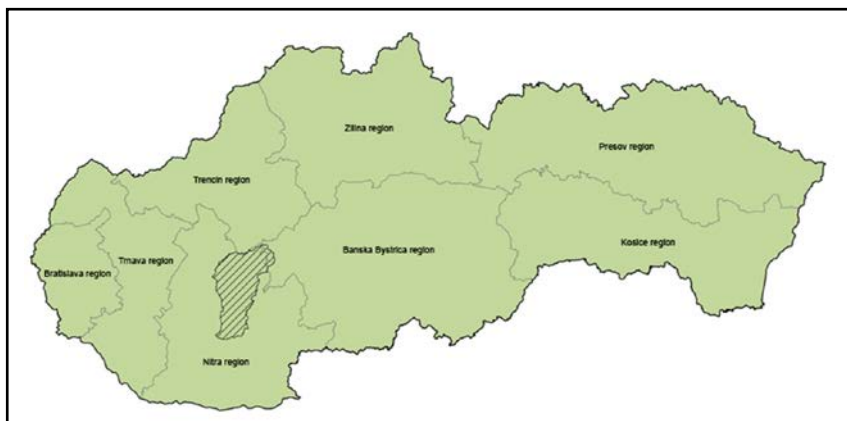 Zilina region
Presov region
Trencin region
Kosice region
Banska Bystrica region
Trnava region
Bratislava region
Nitra region